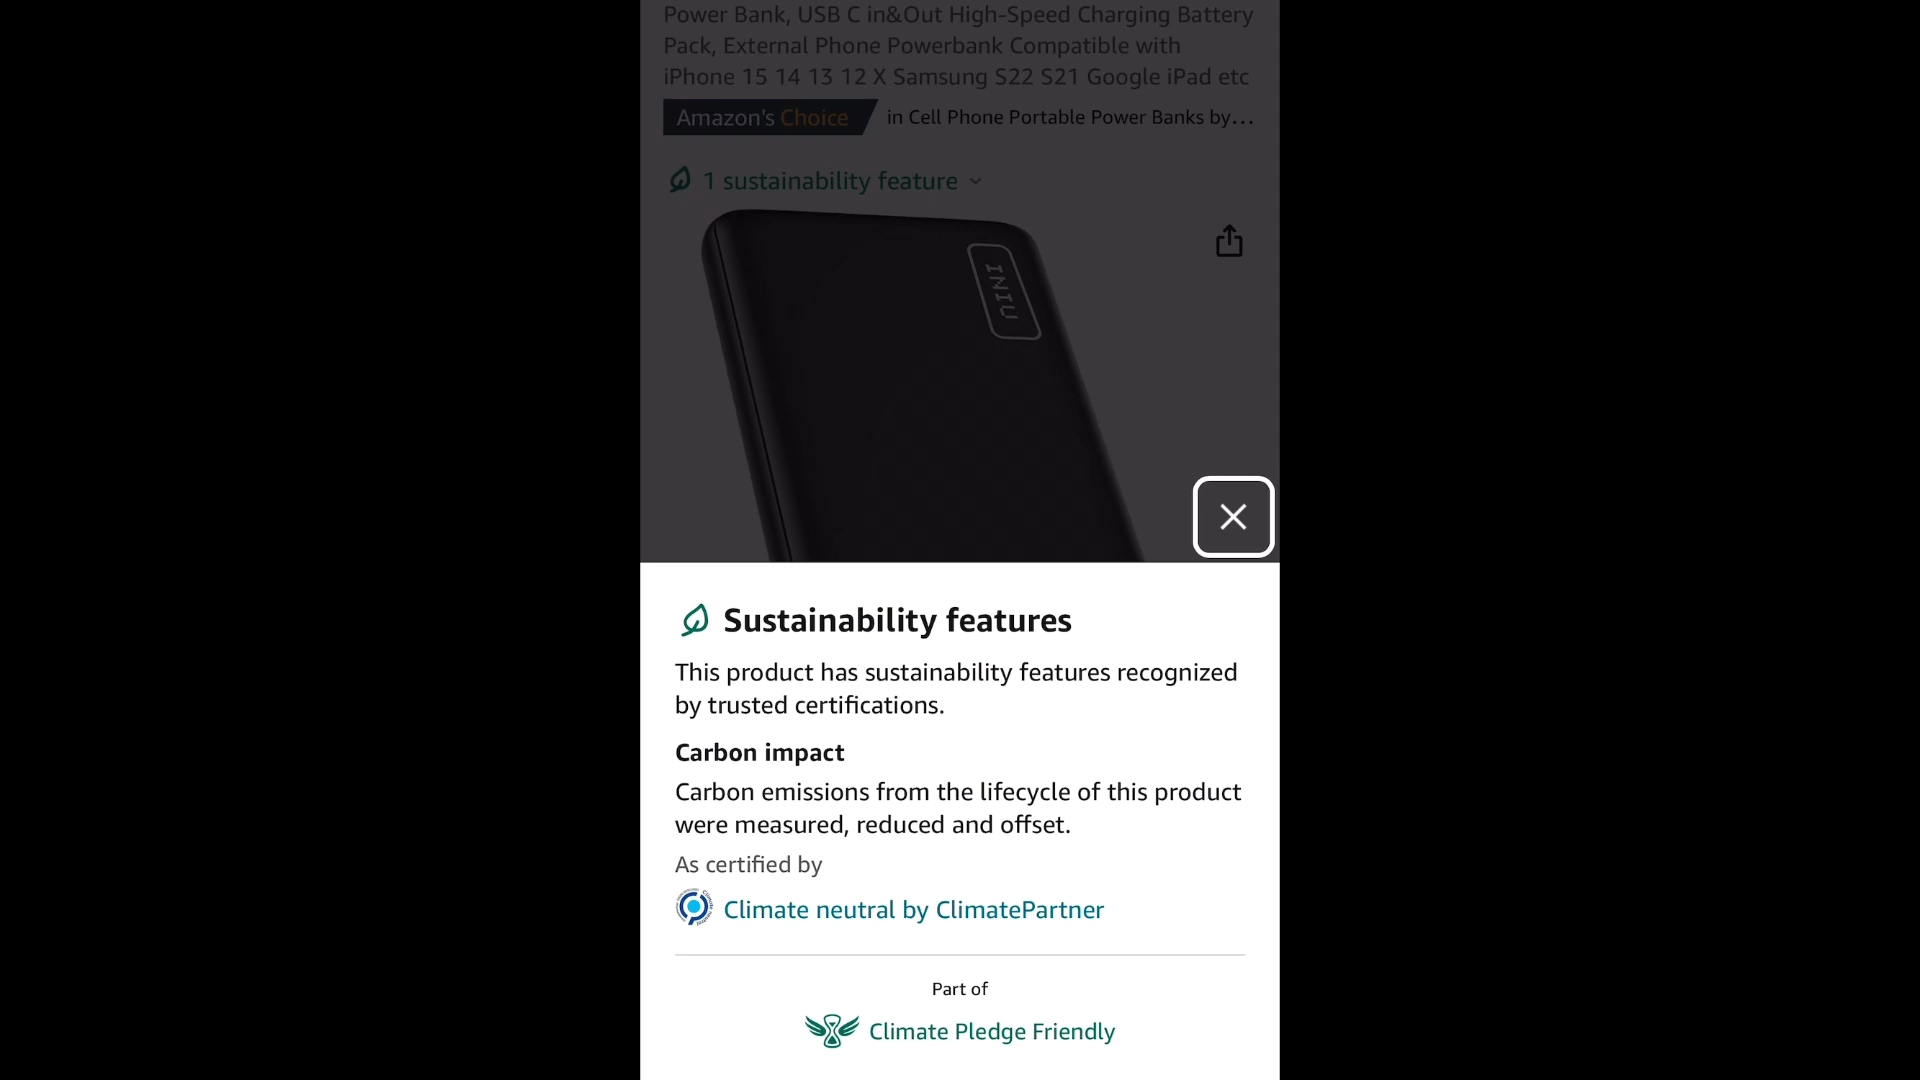 Power Bank, USB C in&Out High-Speed Charging Battery
Pack, External Phone Powerbank Compatible with
iPhone 15 14 13 12 X Samsung S22 S21 Google iPad etc
Amazon's Choice in Cell Phone Portable Power Banks by...
1 sustainability feature
INIU
Sustainability features
This product has sustainability features recognized
by trusted certifications.
Carbon impact
Carbon emissions from the lifecycle of this product
were measured, reduced and offset.
As certified by
Climate neutral by ClimatePartner
Part of
Climate Pledge Friendly